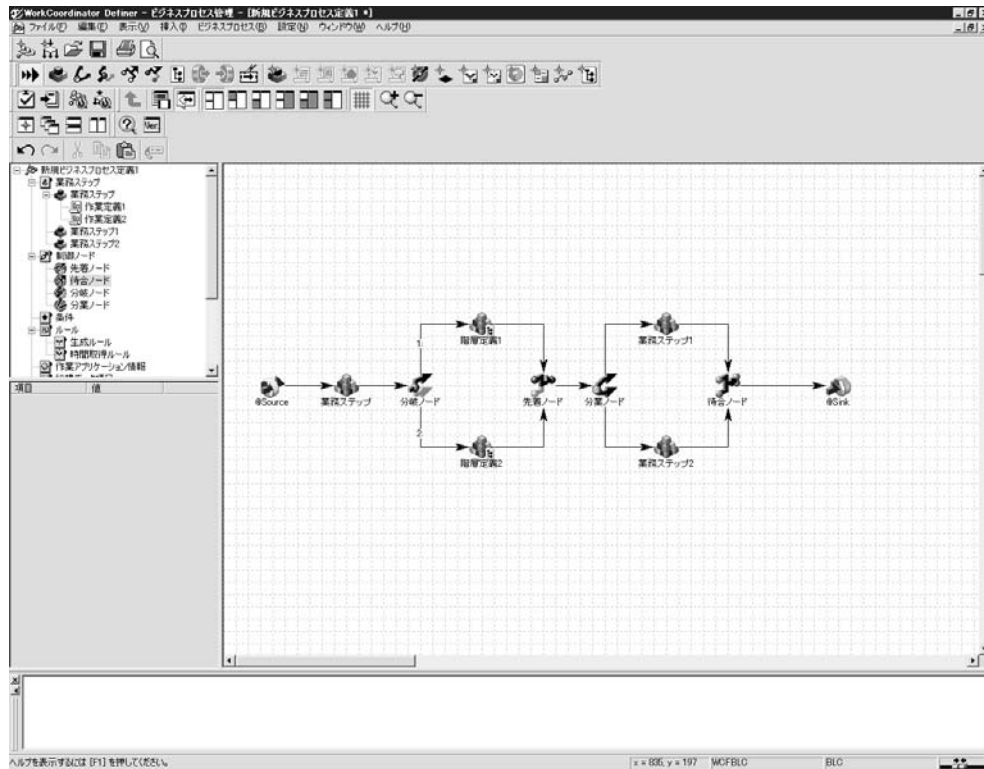 WorkCoordinator Definer - ビジネスプロセス管理 - [新規ビジネスプロセス定義1 *]
ファイル(F) 編集(E) 表示(V) 挿入(I) ビジネスプロセス(B) 設定(N) ウィンドウ(W) ヘルプ(H)
Ver
新規ビジネスプロセス定義1
業務ステップ
業務ステップ
作業定義1
作業定義2
業務ステップ1
業務ステップ2
制御ノード
先着ノード
待合ノード
分岐ノード
分業ノード
条件
ルール
生成ルール
時間取得ルール
作業アプリケーション情報
項目 値
階層定義1
業務ステップ1
1
@Source
業務ステップ
分岐ノード
先着ノード
分業ノード
待合ノード
@Sink
2
階層定義2
業務ステップ2
ヘルプを表示するには [F1] を押してください。
x = 835, y = 197 WCFBLC BLC